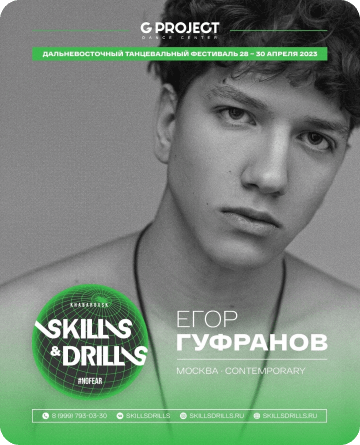 G PROJECT
DANCE CENTER
ДАЛЬНЕВОСТОЧНЫЙ ТАНЦЕВАЛЬНЫЙ ФЕСТИВАЛЬ 28 – 30 АПРЕЛЯ 2023
KHABAROVSK
SKILLS
& DRILLS
#NOFEAR
ЕГОР
ГУФРАНОВ
МОСКВА · CONTEMPORARY
8 (999) 793-03-30 SKILLSDRILLS SKILLSDRILLS.RU SKILLSDRILLS.RU